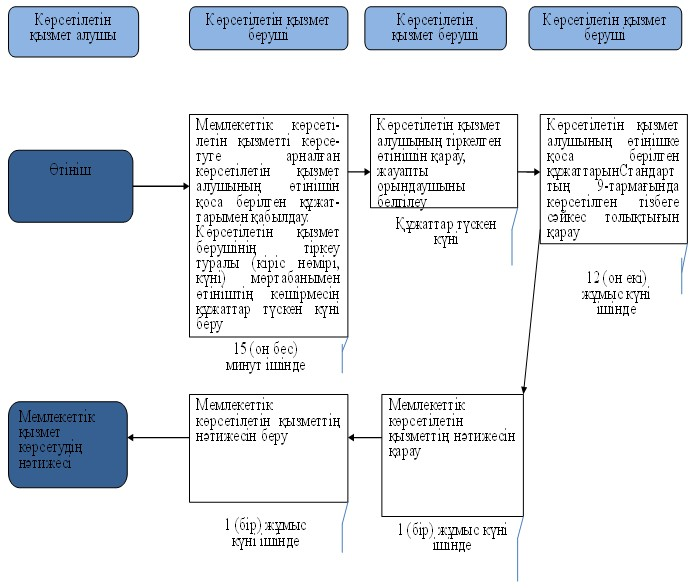 Көрсетілетін
қызмет алушы
Көрсетілетін қызмет
беруші
Көрсетілетін
қызмет беруші
Көрсетілетін қызмет
беруші
Өтініш
Мемлекеттік көрсеті-
летін қызметті көрсе-
туге арналған
көрсетілетін қызмет
алушының өтінішін
қоса берілген құжат-
тарымен қабылдау.
Көрсетілетін қызмет
берушінің тіркеу
туралы (кіріс нөмірі,
күні) мөртабанымен
өтініштің көшірмесін
құжаттар түскен күні
беру
15 (он бес)
минут ішінде
Көрсетілетін қызмет
алушының тіркелген
өтінішін қарау,
жауапты
орындаушыны
белгілеу
Құжаттар түскен
күні
Көрсетілетін қызмет
алушының өтінішке
қоса берілген
құжаттарынСтандарт
тың 9-тармағында
көрсетілген тізбеге
сәйкес толықтығын
қарау
12 (он екі)
жұмыс күні
ішінде
Мемлекеттік
қызмет
көрсетудің
нәтижесі
Мемлекеттік
көрсетілетін қызметтің
нәтижесін беру
1 (бір) жұмыс
күні ішінде
Мемлекеттік
көрсетілетін
қызметтің нәтижесін
қарау
1 (бір) жұмыс күні
ішінде